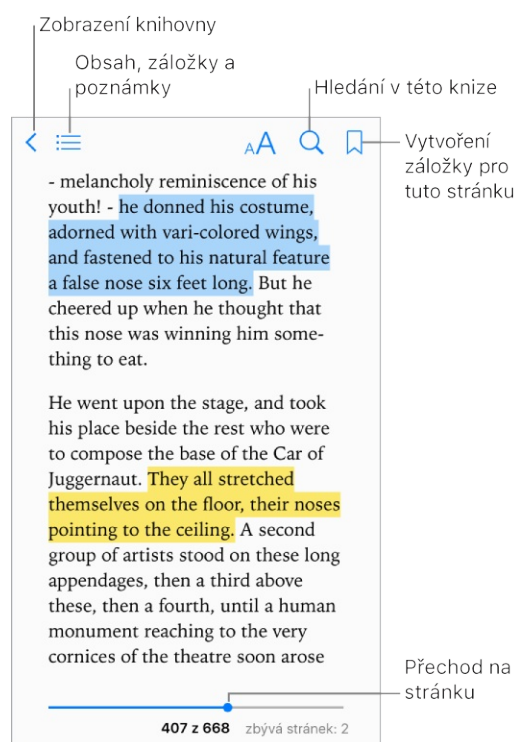 Zobrazení knihovny
Obsah, záložky a
poznámky
Hledání v této knize
AA
Vytvoření
záložky pro
tuto stránku
- melancholy reminiscence of his
youth! - he donned his costume,
adorned with vari-colored wings,
and fastened to his natural feature
a false nose six feet long. But he
cheered up when he thought that
this nose was winning him some-
thing to eat.
He went upon the stage, and took
his place beside the rest who were
to compose the base of the Car of
Juggernaut. They all stretched
themselves on the floor, their noses
pointing to the ceiling. A second
group of artists stood on these long
appendages, then a third above
these, then a fourth, until a human
monument reaching to the very
cornices of the theatre soon arose
Přechod na
stránku
407 z 668 zbývá stránek: 2